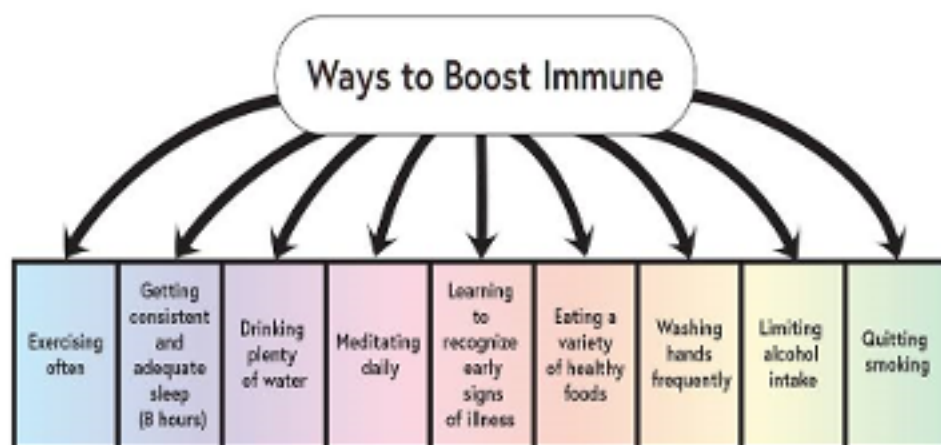 Ways to Boost Immune
Exercising
often
Getting
consistent
and
adequate
sleep
(8 hours)
Drinking
plenty
of water
Meditating
daily
Learning
to
recognize
early
signs
of illness
Eating a
variety
of healthy
foods
Washing
hands
frequently
Limiting
alcohol
intake
Quitting
smoking